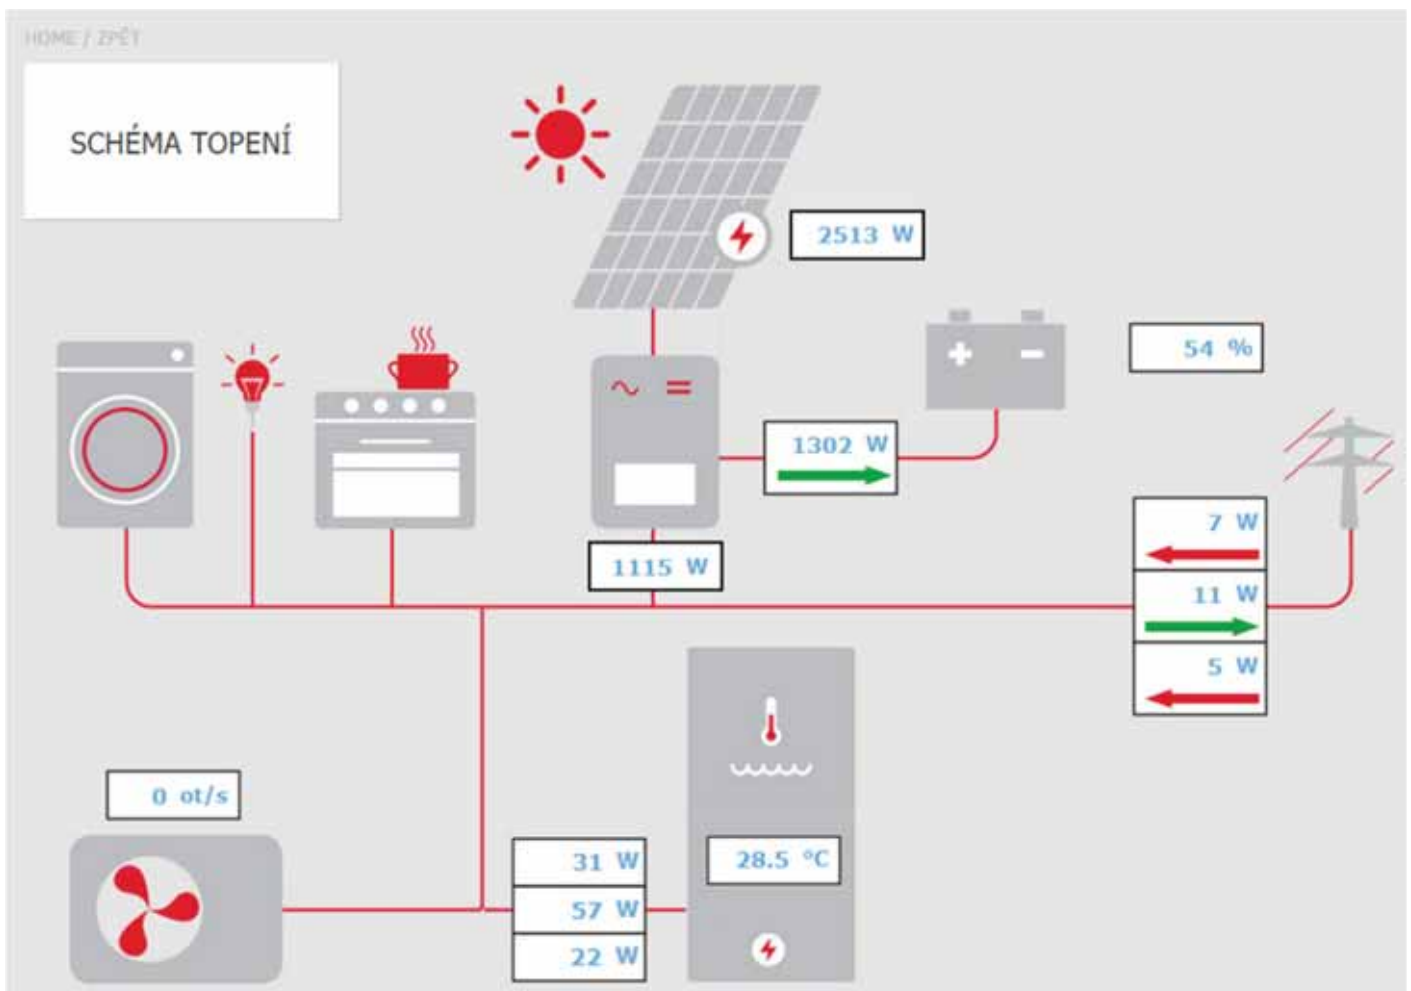 HOME / ZPĚT
SCHÉMA TOPENÍ
2513 W
54 %
1302 W
7 W
1115 W
11 W
5 W
0 ot/s
31 W
28.5 °C
57 W
22 W